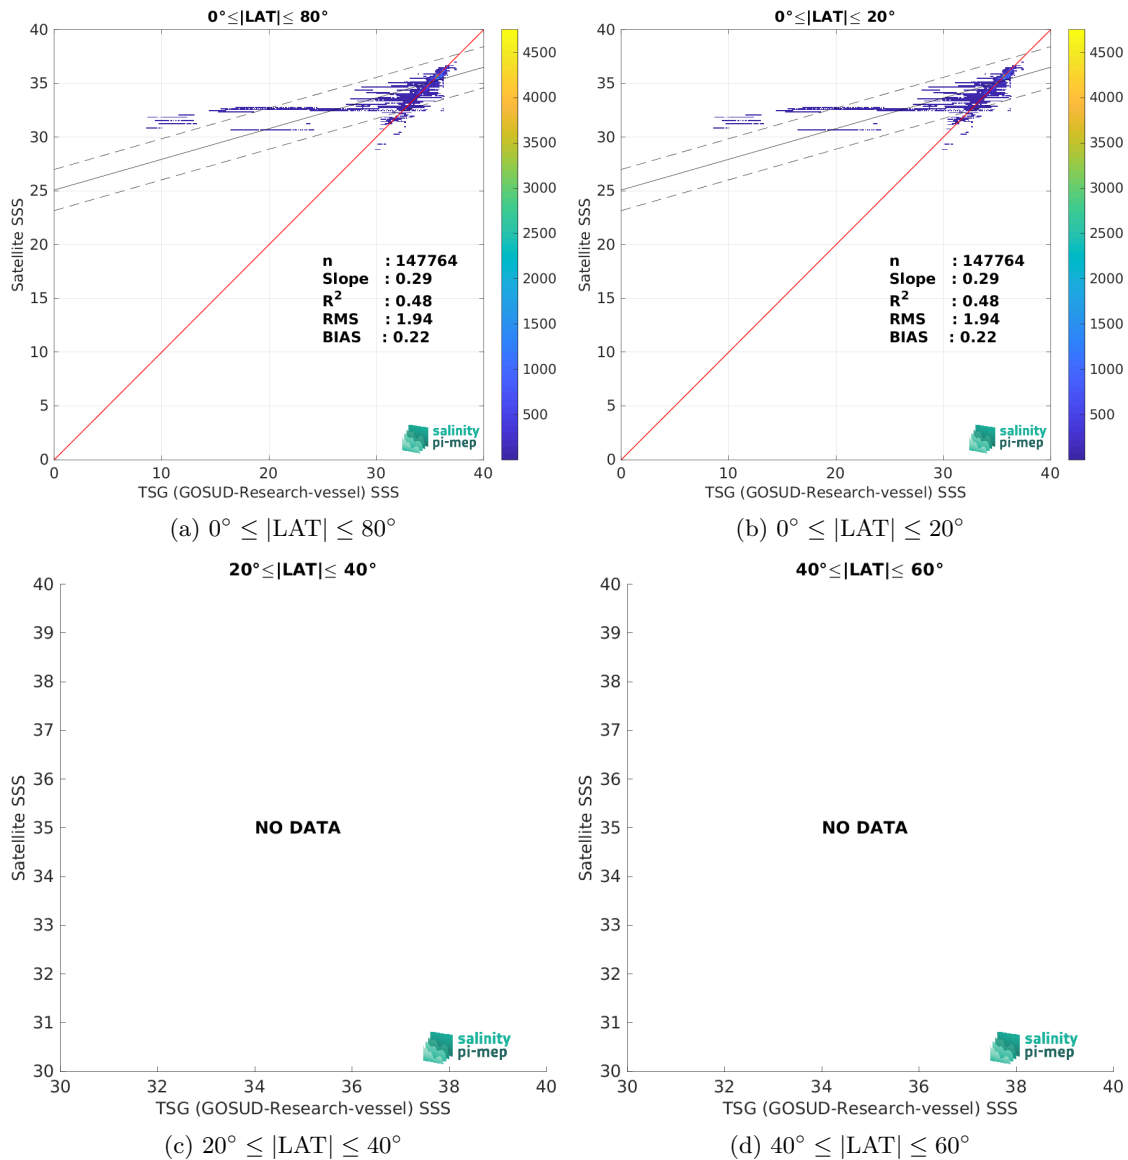 0°≤|LAT|≤ 80°
40
35
30
25
20
15
10
5
0
Satellite SSS
0
10
20
30
40
TSG (GOSUD-Research-vessel) SSS
n : 147764
Slope : 0.29
R² : 0.48
RMS : 1.94
BIAS : 0.22
salinity
pi-mep
4500
4000
3500
3000
2500
2000
1500
1000
500
(a) 0° ≤ |LAT| ≤ 80°
0°≤|LAT|≤ 20°
40
35
30
25
20
15
10
5
0
Satellite SSS
0
10
20
30
40
TSG (GOSUD-Research-vessel) SSS
n : 147764
Slope : 0.29
R² : 0.48
RMS : 1.94
BIAS : 0.22
salinity
pi-mep
4500
4000
3500
3000
2500
2000
1500
1000
500
(b) 0° ≤ |LAT| ≤ 20°
20°≤|LAT|≤ 40°
40
39
38
37
36
35
34
33
32
31
30
Satellite SSS
NO DATA
salinity
pi-mep
30
32
34
36
38
40
TSG (GOSUD-Research-vessel) SSS
(c) 20° ≤ |LAT| ≤ 40°
40°≤|LAT|≤ 60°
40
39
38
37
36
35
34
33
32
31
30
Satellite SSS
NO DATA
salinity
pi-mep
30
32
34
36
38
40
TSG (GOSUD-Research-vessel) SSS
(d) 40° ≤ |LAT| ≤ 60°